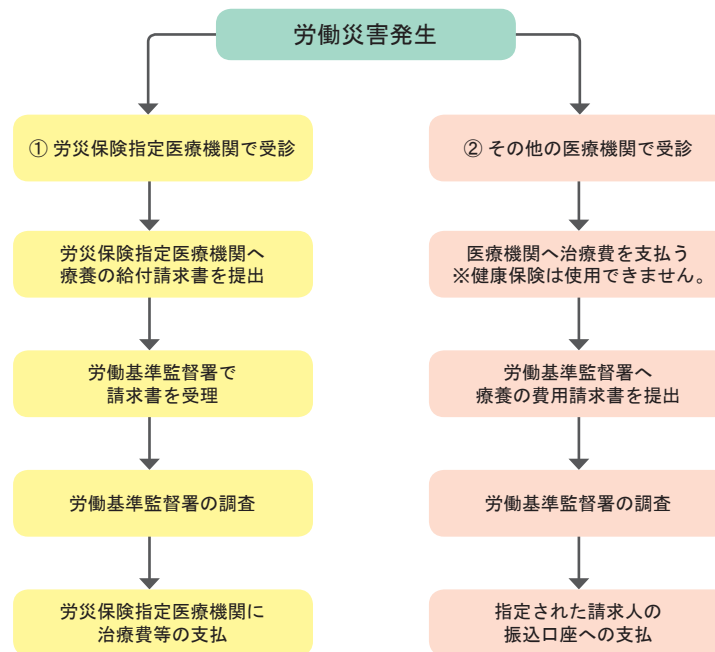 労働災害発生
① 労災保険指定医療機関で受診
労災保険指定医療機関へ
療養の給付請求書を提出
労働基準監督署で
請求書を受理
労働基準監督署の調査
労災保険指定医療機関に
治療費等の支払
② その他の医療機関で受診
医療機関へ治療費を支払う
※健康保険は使用できません。
労働基準監督署へ
療養の費用請求書を提出
労働基準監督署の調査
指定された請求人の
振込口座への支払